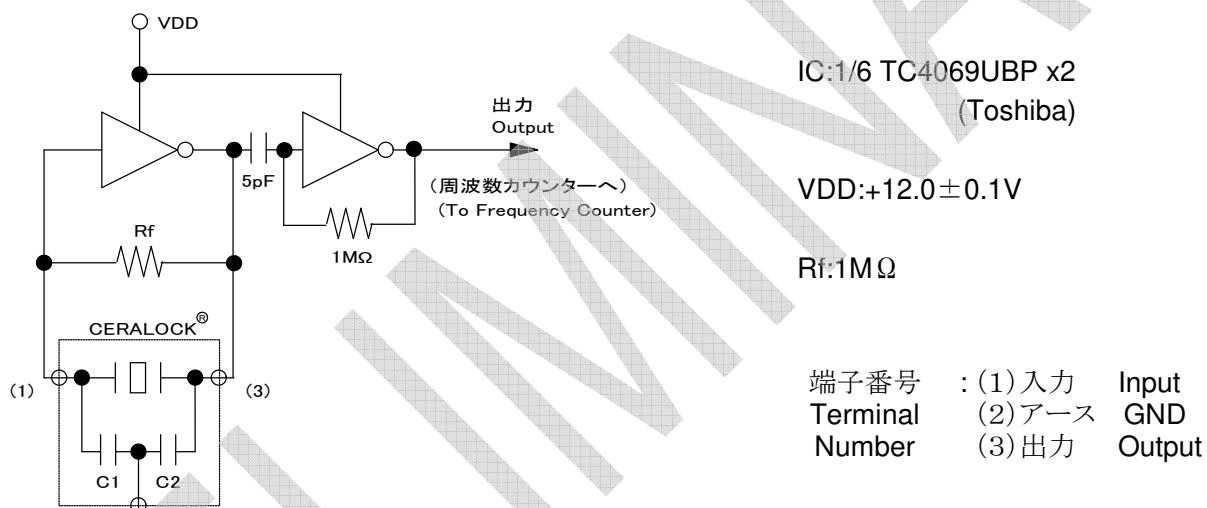 VDD
IC:1/6 TC4069UBP x2
(Toshiba)
出力
Output
5pF
(周波数カウンターへ)
(To Frequency Counter)
VDD:+12.0±0.1V
Rf
1MΩ
Rf:1MΩ
CERALOCK®
(1)
(3)
C1
C2
端子番号 :(1)入力 Input
Terminal (2)アース GND
Number (3)出力 Output